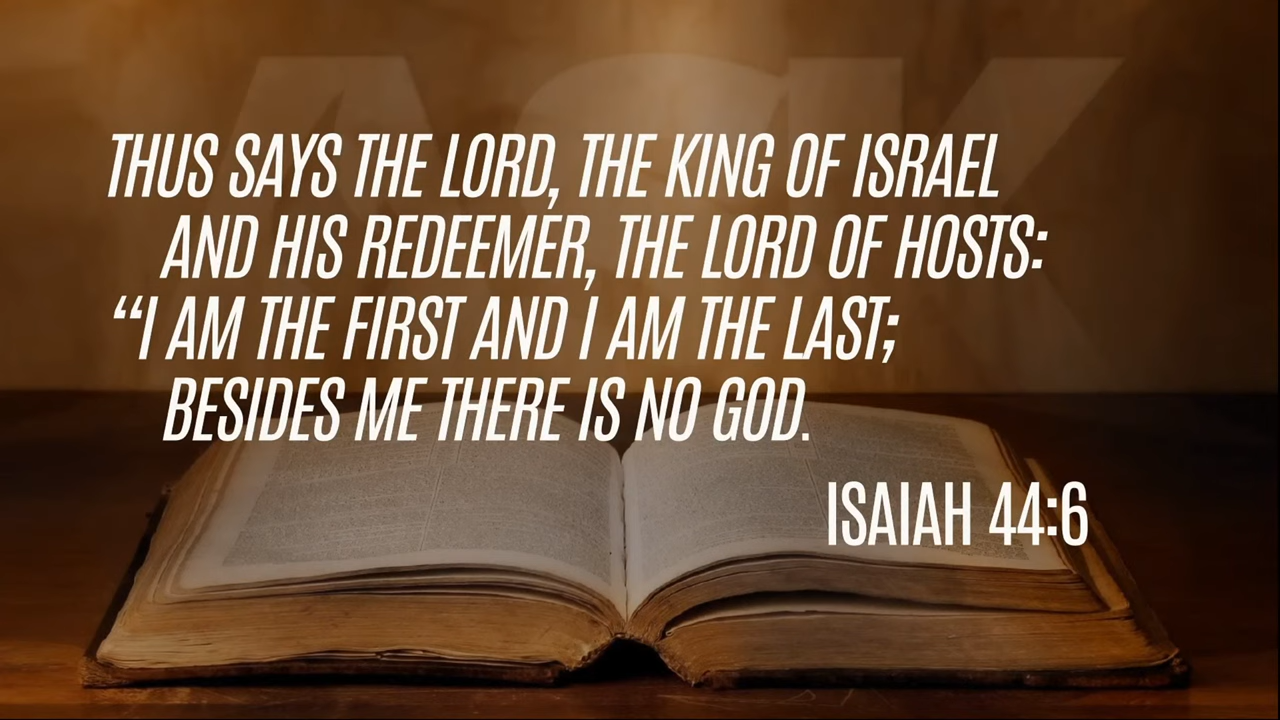 ASK
THUS SAYS THE LORD, THE KING OF ISRAEL
AND HIS REDEEMER, THE LORD OF HOSTS:
“I AM THE FIRST AND I AM THE LAST;
BESIDES ME THERE IS NO GOD.
ISAIAH 44:6